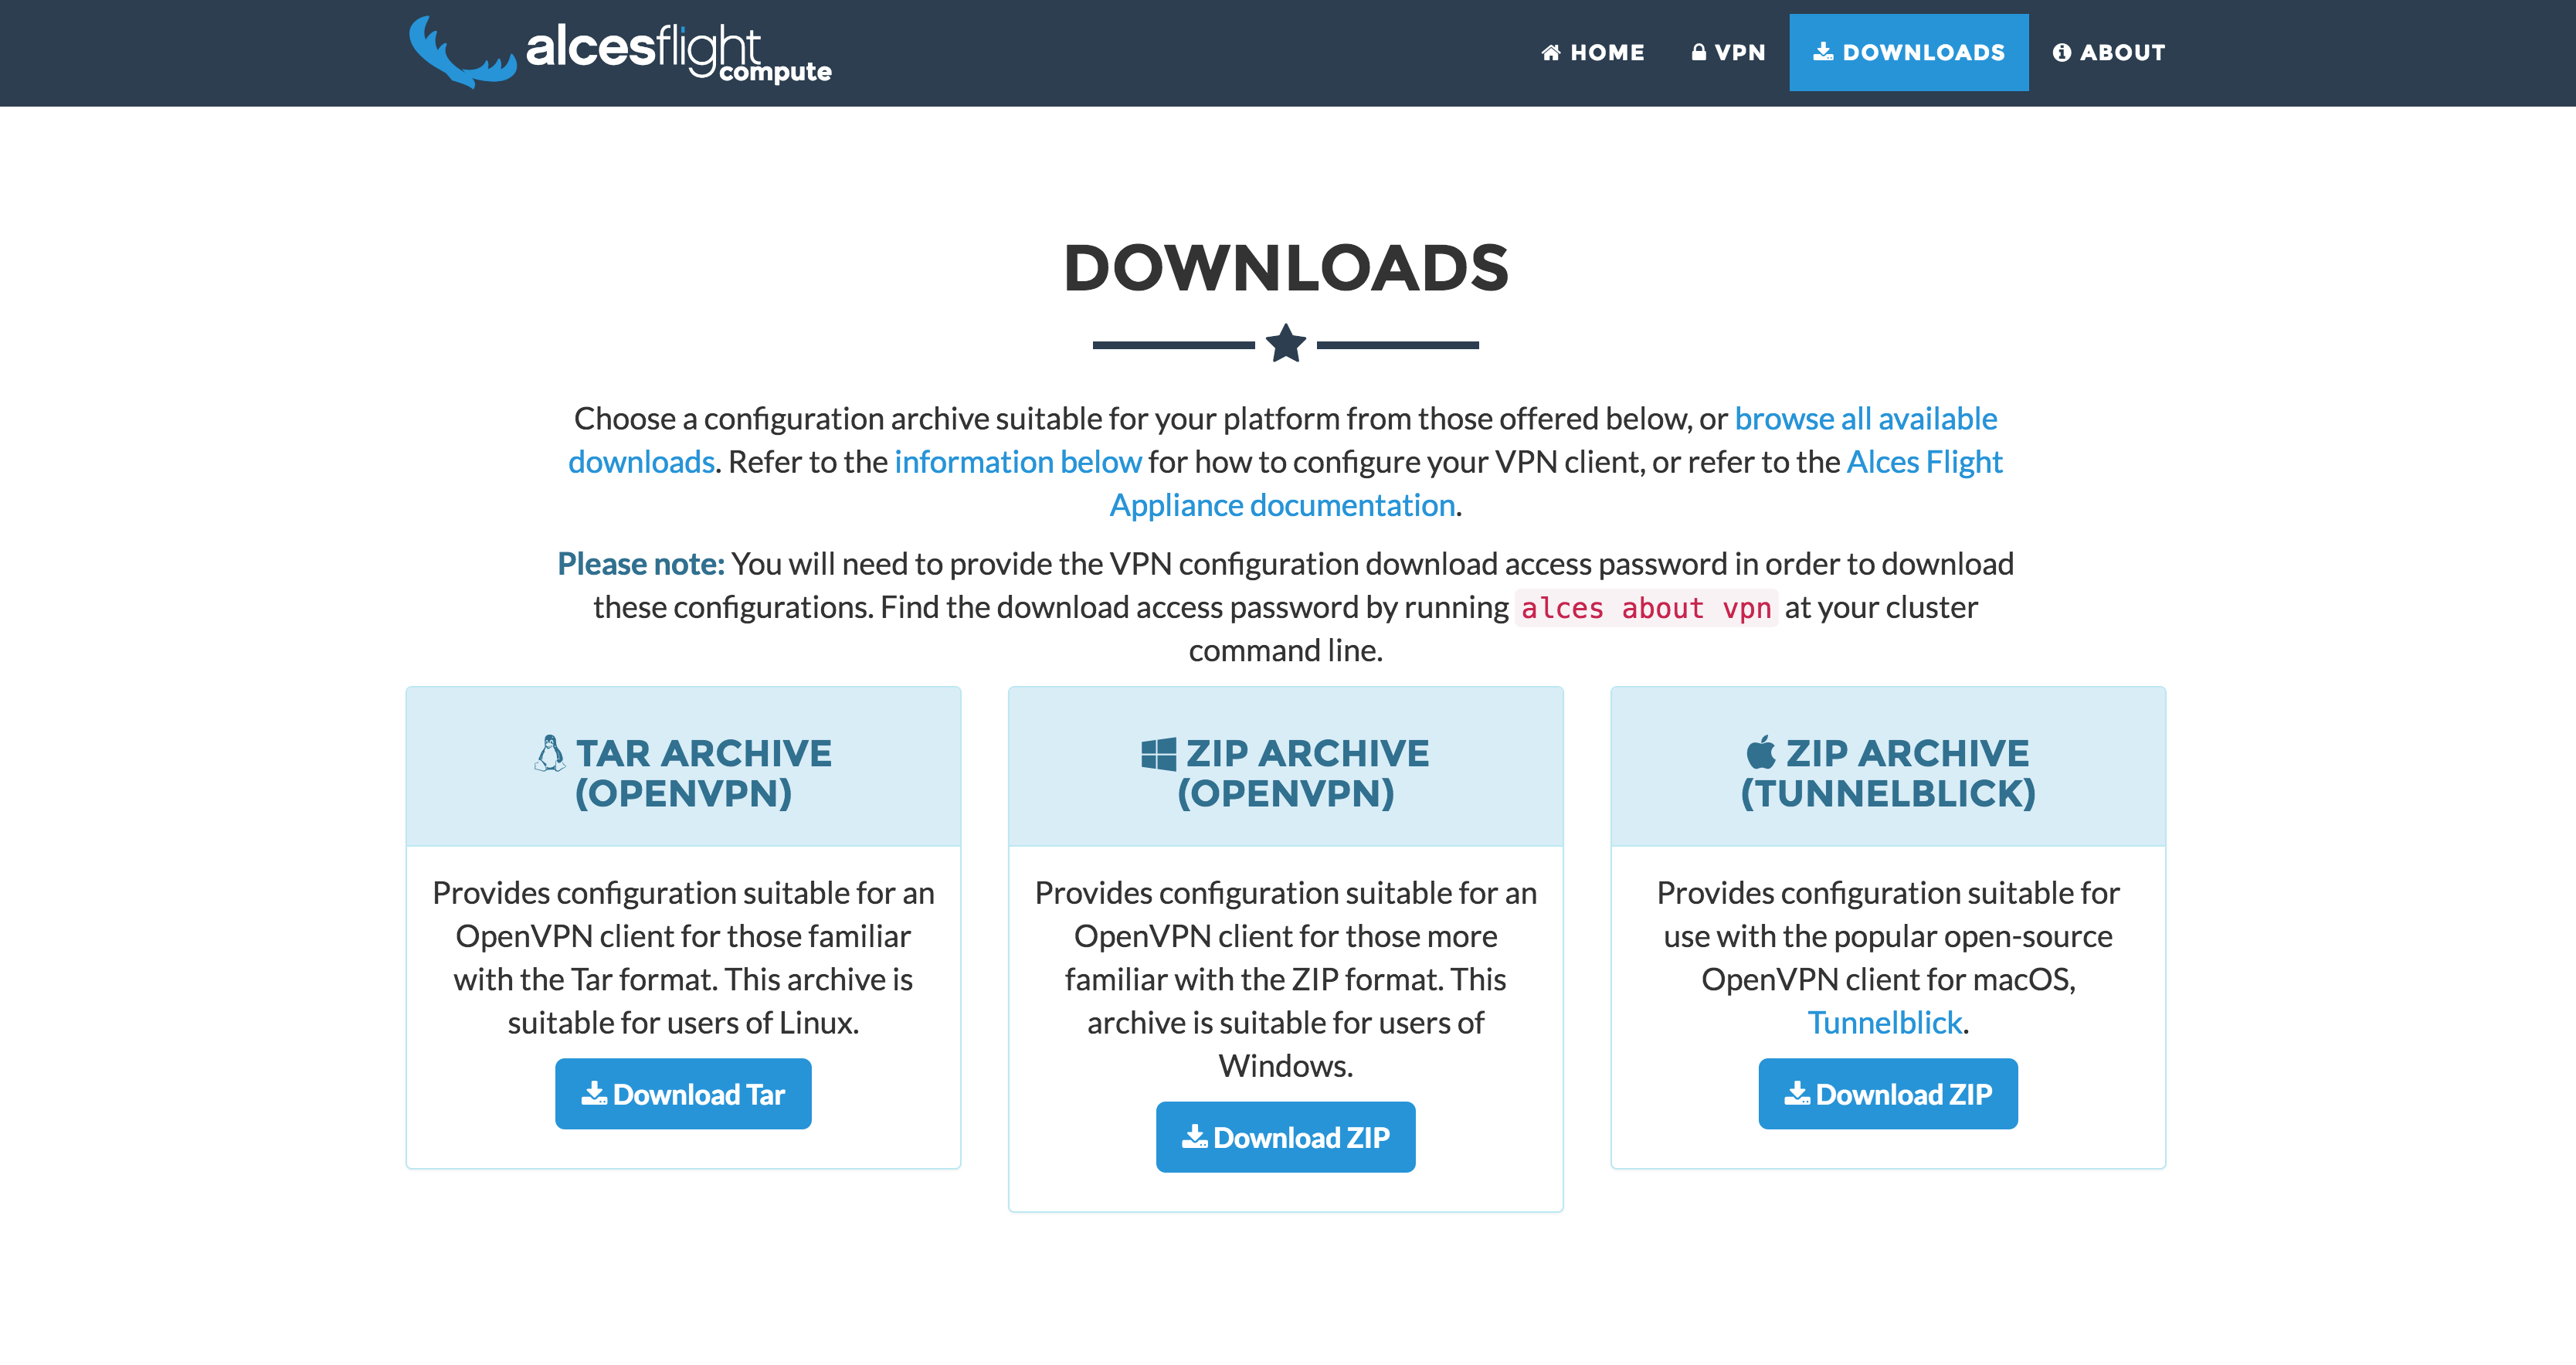 alcesflight
compute
HOME
VPN
DOWNLOADS
ABOUT
DOWNLOADS
Choose a configuration archive suitable for your platform from those offered below, or browse all available
downloads. Refer to the information below for how to configure your VPN client, or refer to the Alces Flight
Appliance documentation.
Please note: You will need to provide the VPN configuration download access password in order to download
these configurations. Find the download access password by running alces about vpn at your cluster
command line.
TAR ARCHIVE
(OPENVPN)
Provides configuration suitable for an
OpenVPN client for those familiar
with the Tar format. This archive is
suitable for users of Linux.
Download Tar
ZIP ARCHIVE
(OPENVPN)
Provides configuration suitable for an
OpenVPN client for those more
familiar with the ZIP format. This
archive is suitable for users of
Windows.
Download ZIP
ZIP ARCHIVE
(TUNNELBLICK)
Provides configuration suitable for
use with the popular open-source
OpenVPN client for macOS,
Tunnelblick.
Download ZIP